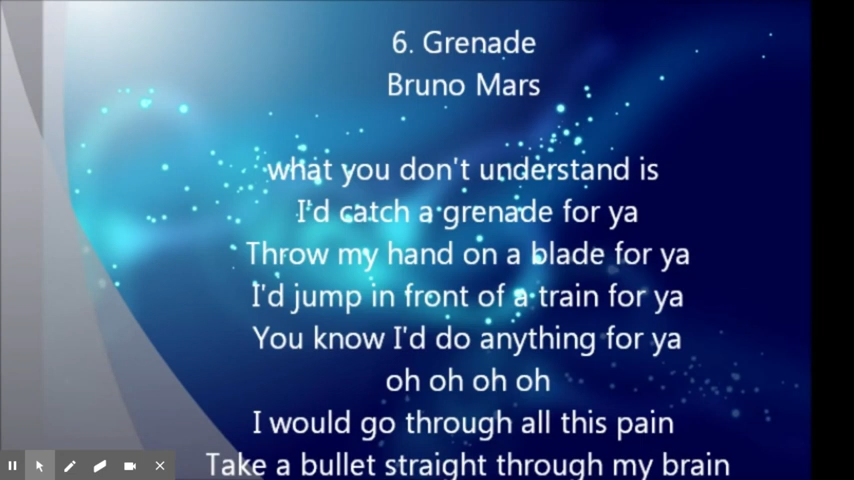 6. Grenade
Bruno Mars
what you don't understand is
I'd catch a grenade for ya
Throw my hand on a blade for ya
I'd jump in front of a train for ya
You know I'd do anything for ya
oh oh oh oh
I would go through all this pain
Take a bullet straight through my brain